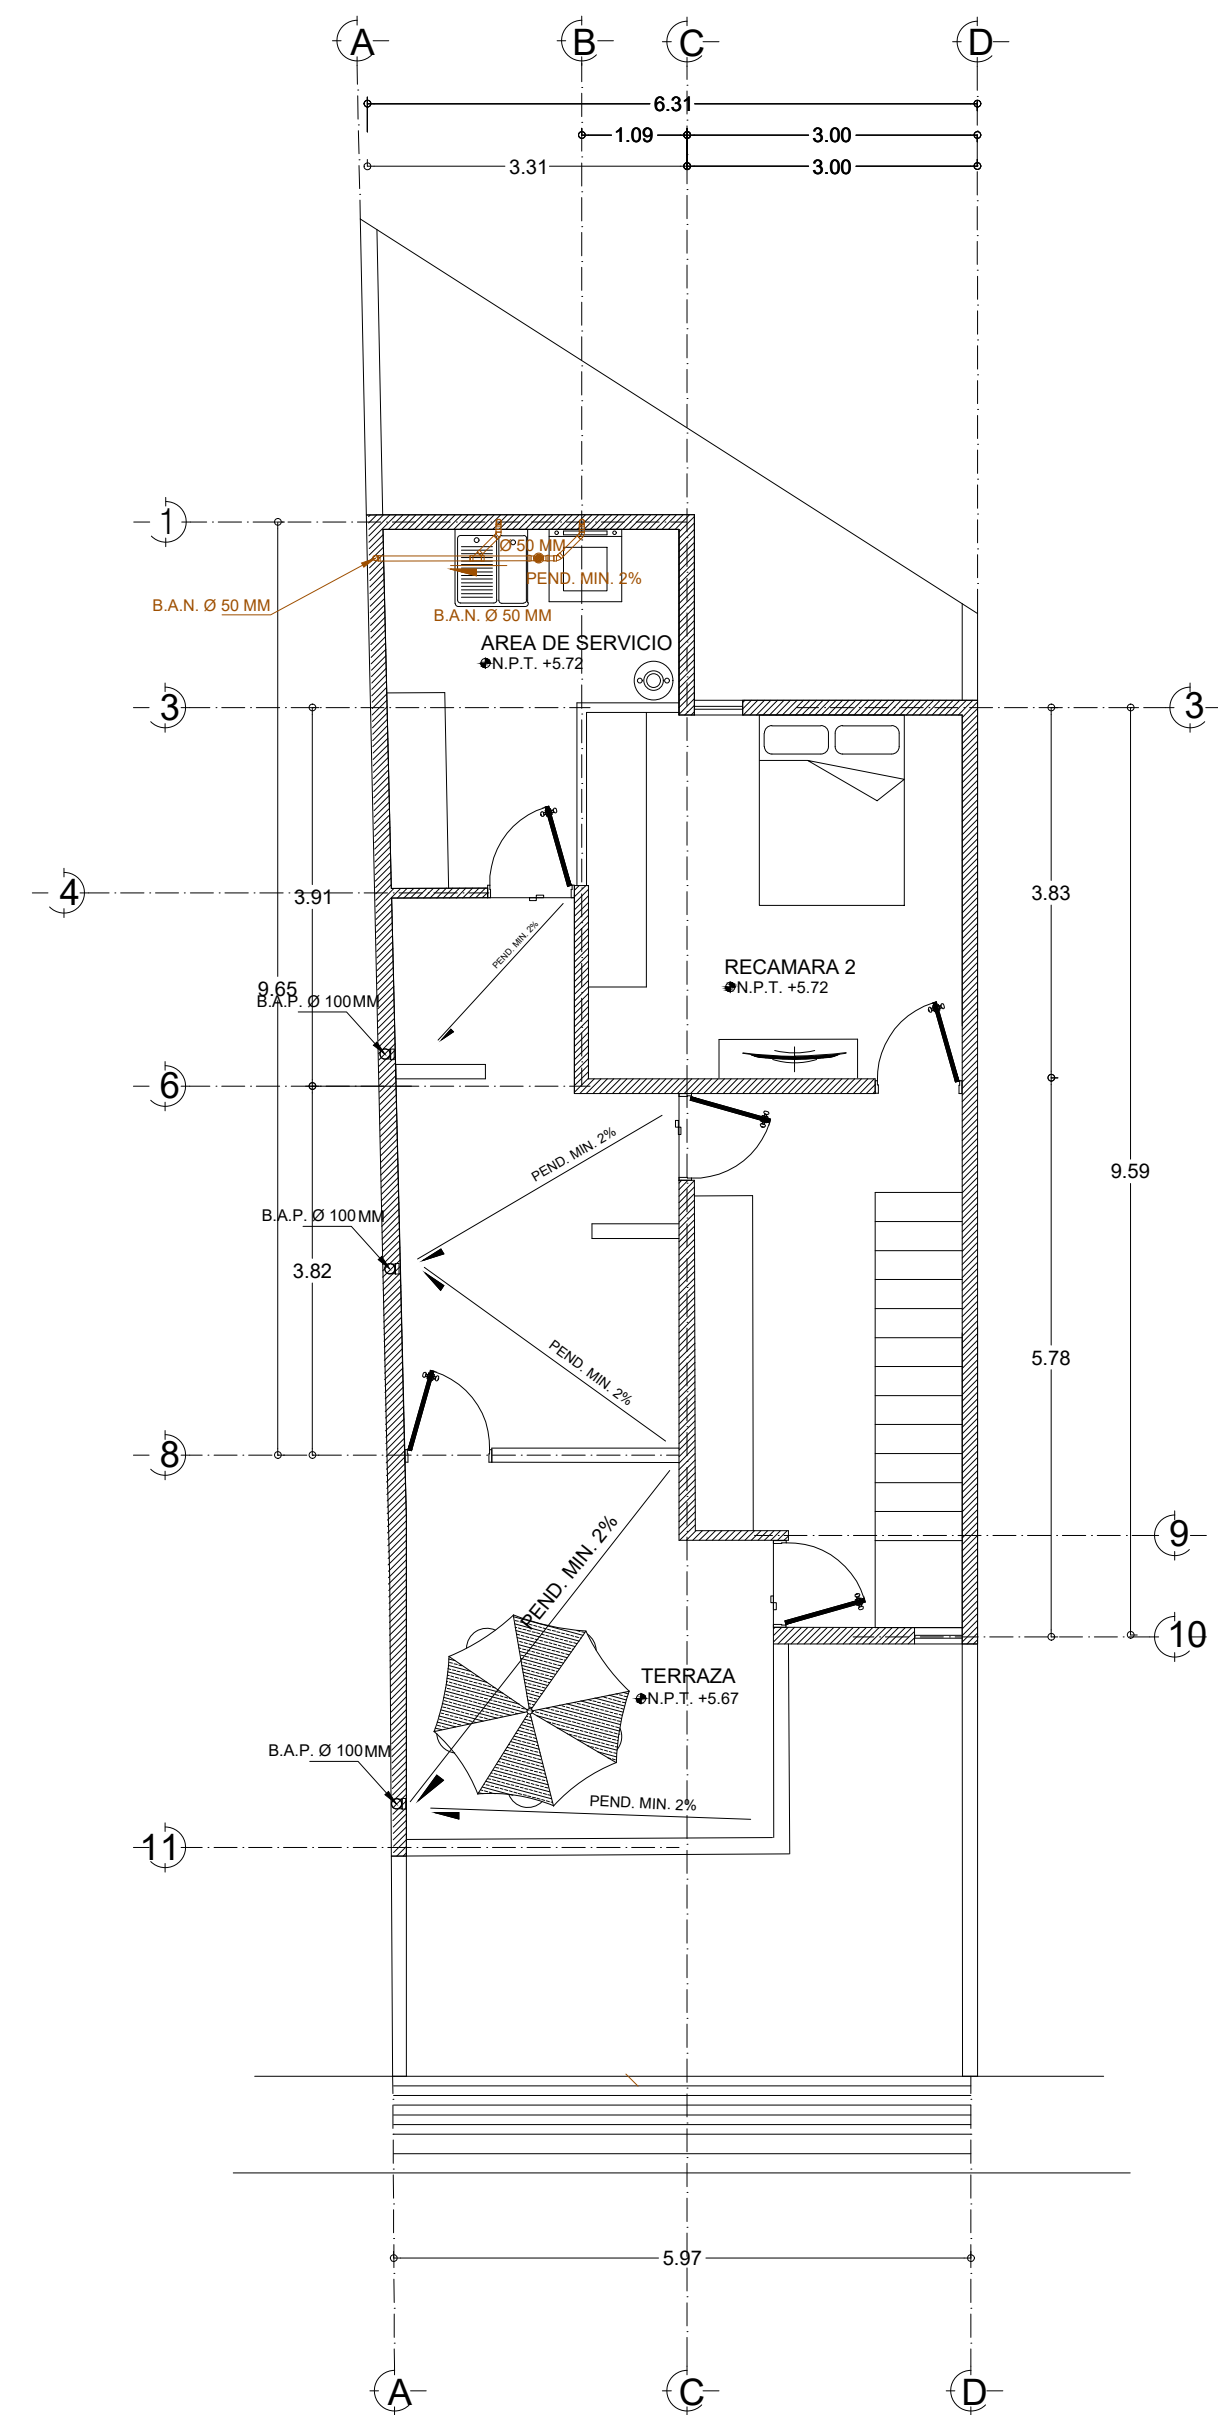 A B C D
6.31
1.09 3.00
3.31 3.00
1
Ø 50 MM
PEND. MIN. 2%
B.A.N. Ø 50 MM
B.A.N. Ø 50 MM
AREA DE SERVICIO
N.P.T. +5.72
3 3
4
3.91
3.83
PEND. MIN. 2%
RECAMARA 2
N.P.T. +5.72
9.65
B.A.P. Ø 100MM
6
PEND. MIN. 2%
9.59
B.A.P. Ø 100MM
3.82
5.78
PEND. MIN. 2%
8
9
PEND. MIN. 2%
10
TERRAZA
N.P.T. +5.67
B.A.P. Ø 100MM
PEND. MIN. 2%
11
5.97
A C D